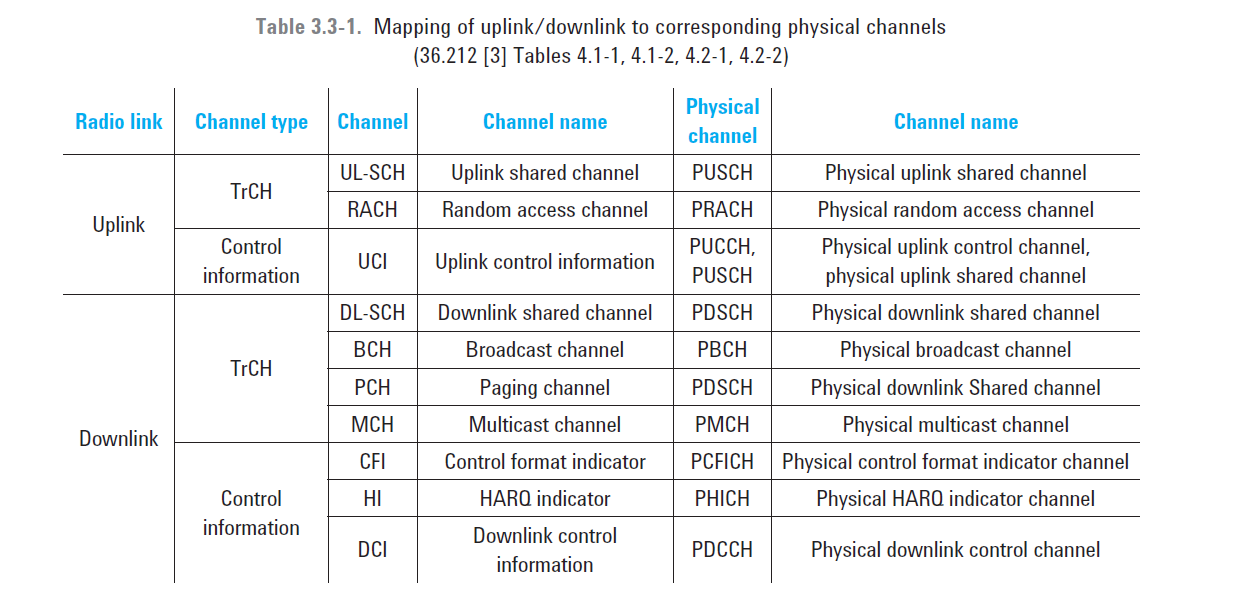 Table 3.3-1. Mapping of uplink/downlink to corresponding physical channels
(36.212 [3] Tables 4.1-1, 4.1-2, 4.2-1, 4.2-2)
Radio link Channel type Channel Channel name Physical channel Channel name
Uplink TrCH UL-SCH Uplink shared channel PUSCH Physical uplink shared channel
RACH Random access channel PRACH Physical random access channel
Control information UCI Uplink control information PUCCH, PUSCH Physical uplink control channel, physical uplink shared channel
Downlink TrCH DL-SCH Downlink shared channel PDSCH Physical downlink shared channel
BCH Broadcast channel PBCH Physical broadcast channel
PCH Paging channel PDSCH Physical downlink Shared channel
MCH Multicast channel PMCH Physical multicast channel
Control information CFI Control format indicator PCFICH Physical control format indicator channel
HI HARQ indicator PHICH Physical HARQ indicator channel
DCI Downlink control information PDCCH Physical downlink control channel